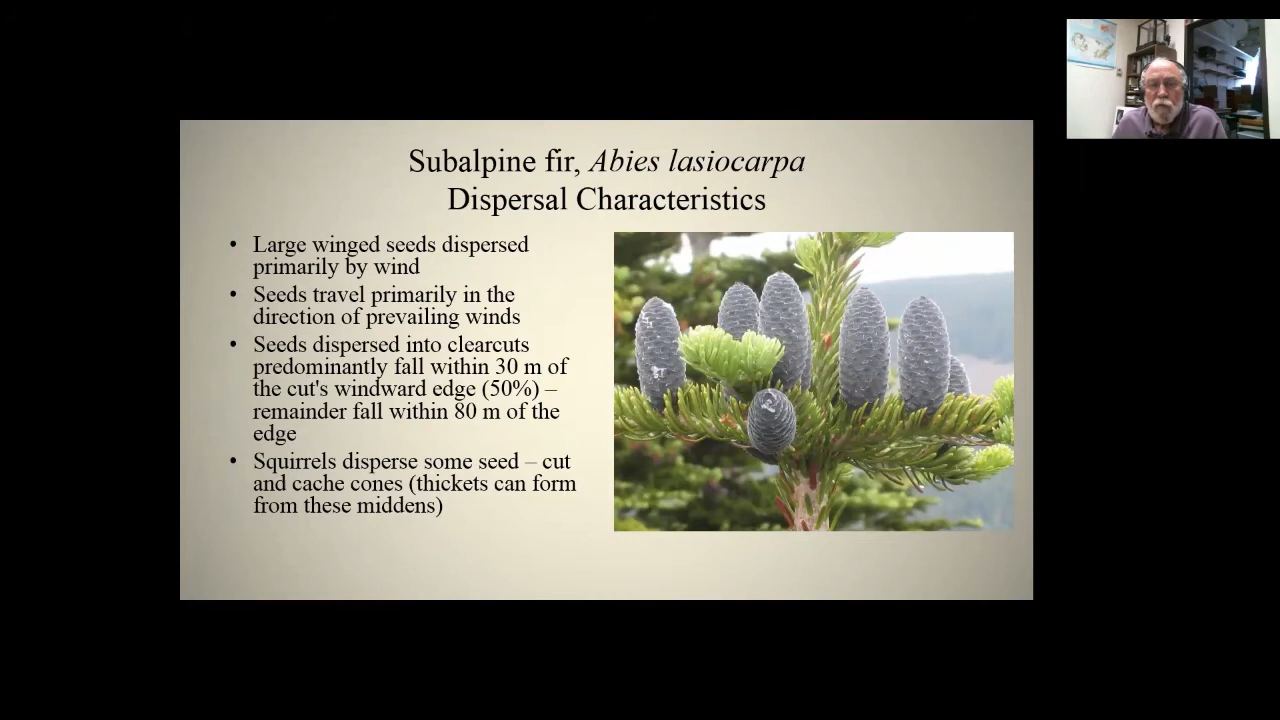 Subalpine fir, Abies lasiocarpa
Dispersal Characteristics
• Large winged seeds dispersed
primarily by wind
• Seeds travel primarily in the
direction of prevailing winds
• Seeds dispersed into clearcuts
predominantly fall within 30 m of
the cut's windward edge (50%) –
remainder fall within 80 m of the
edge
• Squirrels disperse some seed – cut
and cache cones (thickets can form
from these middens)